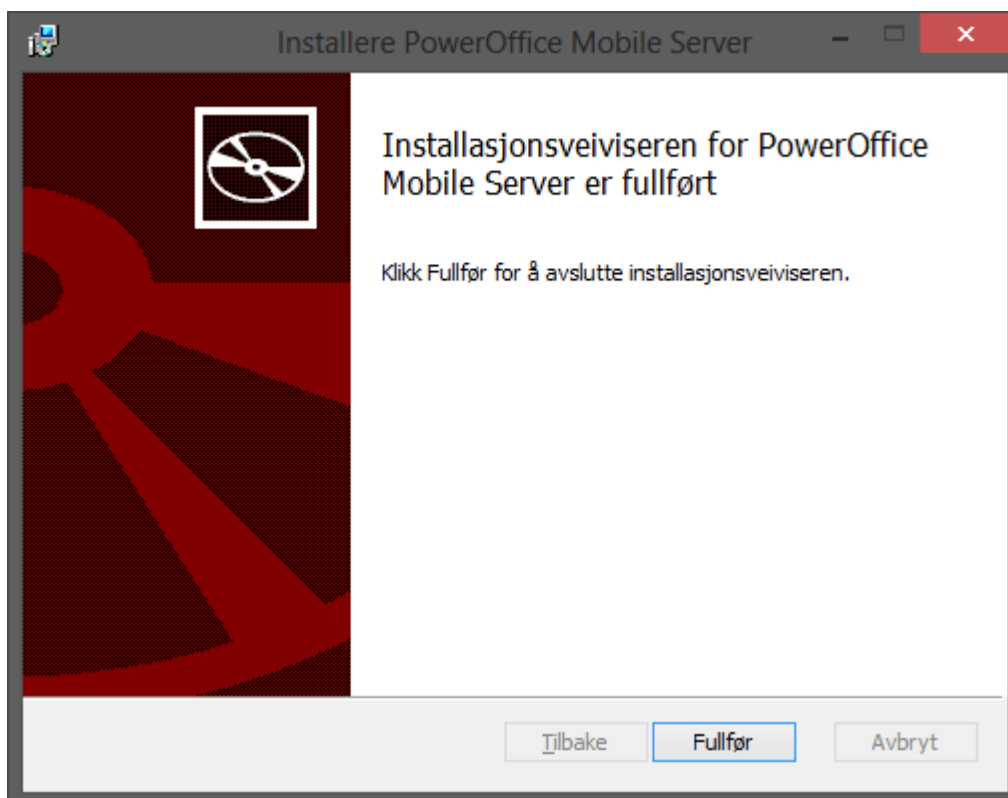 Installere PowerOffice Mobile Server
Installasjonsveiviseren for PowerOffice
Mobile Server er fullført
Klikk Fullfør for å avslutte installasjonsveiviseren.
Tilbake
Fullfør
Avbryt